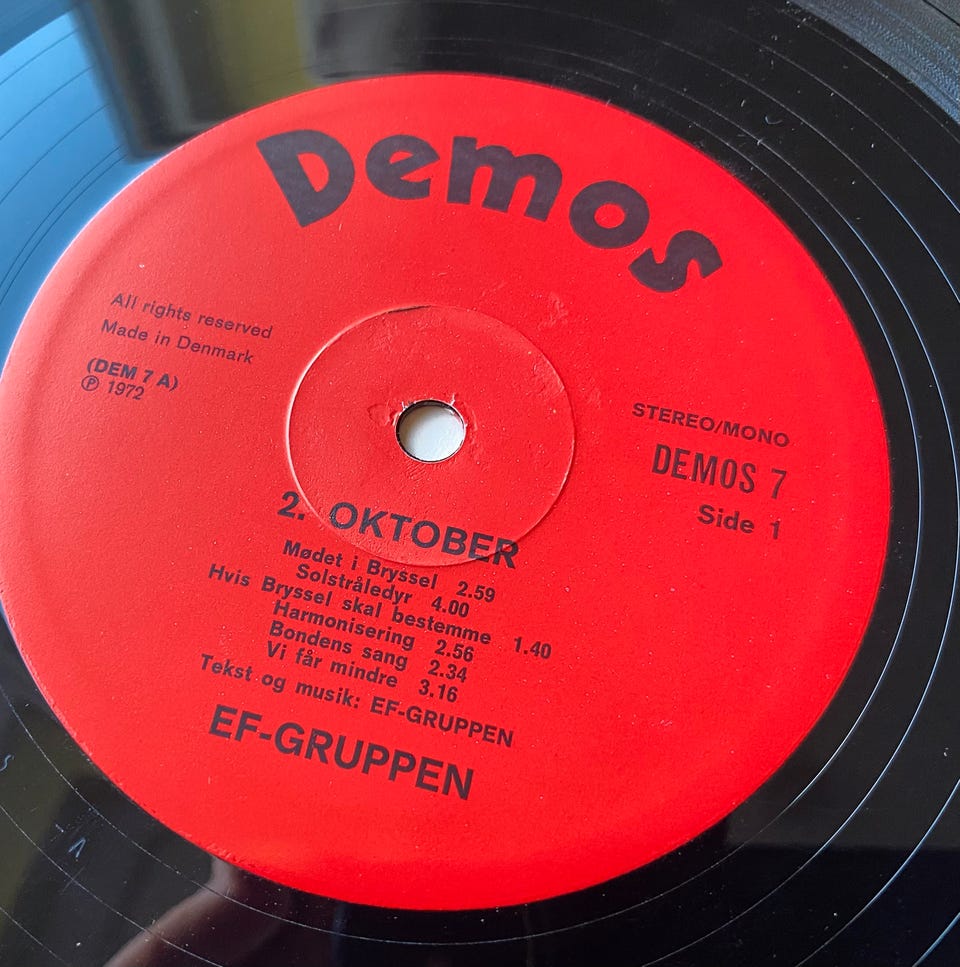 Demos
All rights reserved
Made in Denmark
(DEM 7 A)
Ⓟ 1972
STEREO/MONO
DEMOS 7
Side 1
2. OKTOBER
Mødet i Bryssel 2.59
Solstråledyr 4.00
Hvis Bryssel skal bestemme 1.40
Harmonisering 2.56
Bondens sang 2.34
Vi får mindre 3.16
Tekst og musik: EF-GRUPPEN
EF-GRUPPEN